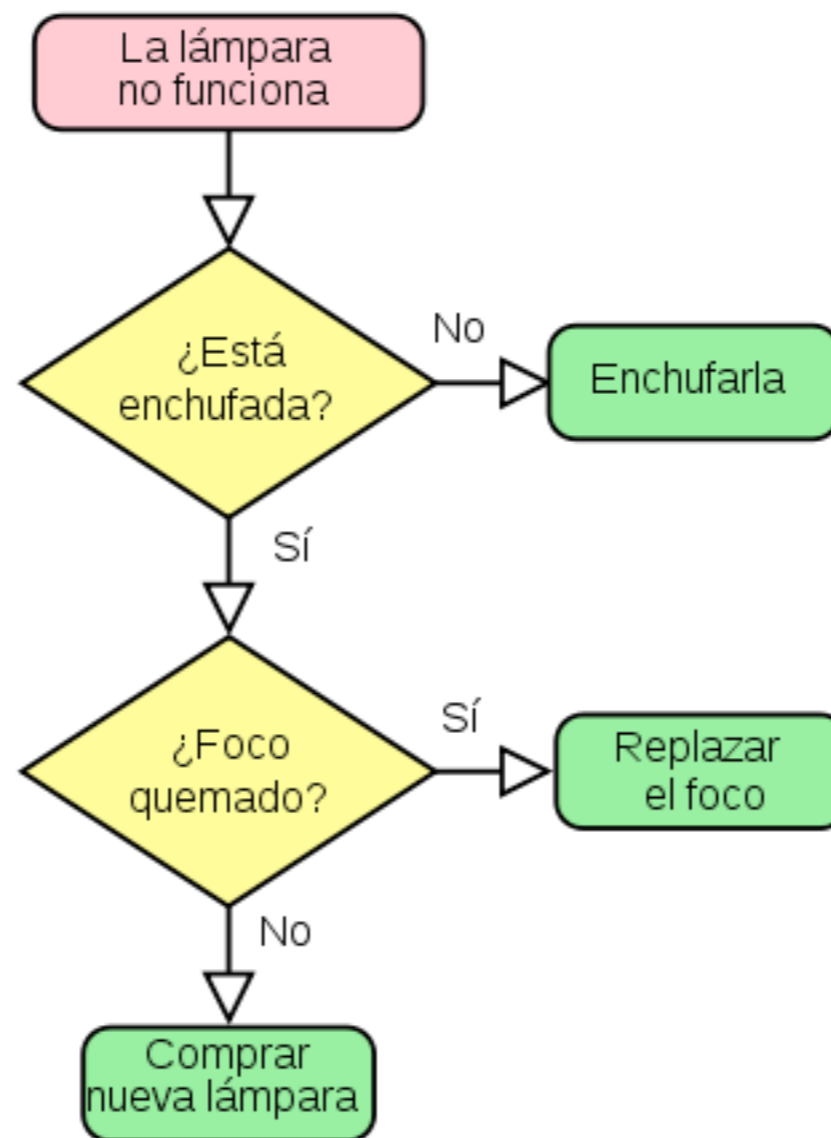 La lámpara
no funciona
¿Está
enchufada?
No
Enchufarla
Sí
¿Foco
quemado?
Sí
Replazar
el foco
No
Comprar
nueva lámpara